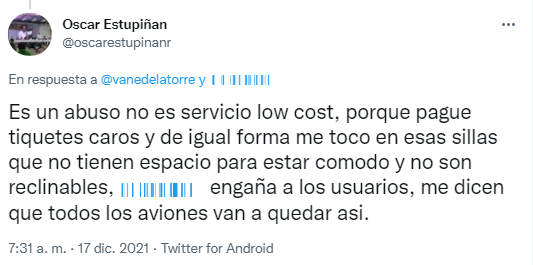 Oscar Estupiñan
@oscarestupinanr
En respuesta a @vanedelatorre y
Es un abuso no es servicio low cost, porque pague
tiquetes caros y de igual forma me toco en esas sillas
que no tienen espacio para estar comodo y no son
reclinables, engaña a los usuarios, me dicen
que todos los aviones van a quedar asi.
7:31 a. m. · 17 dic. 2021 · Twitter for Android